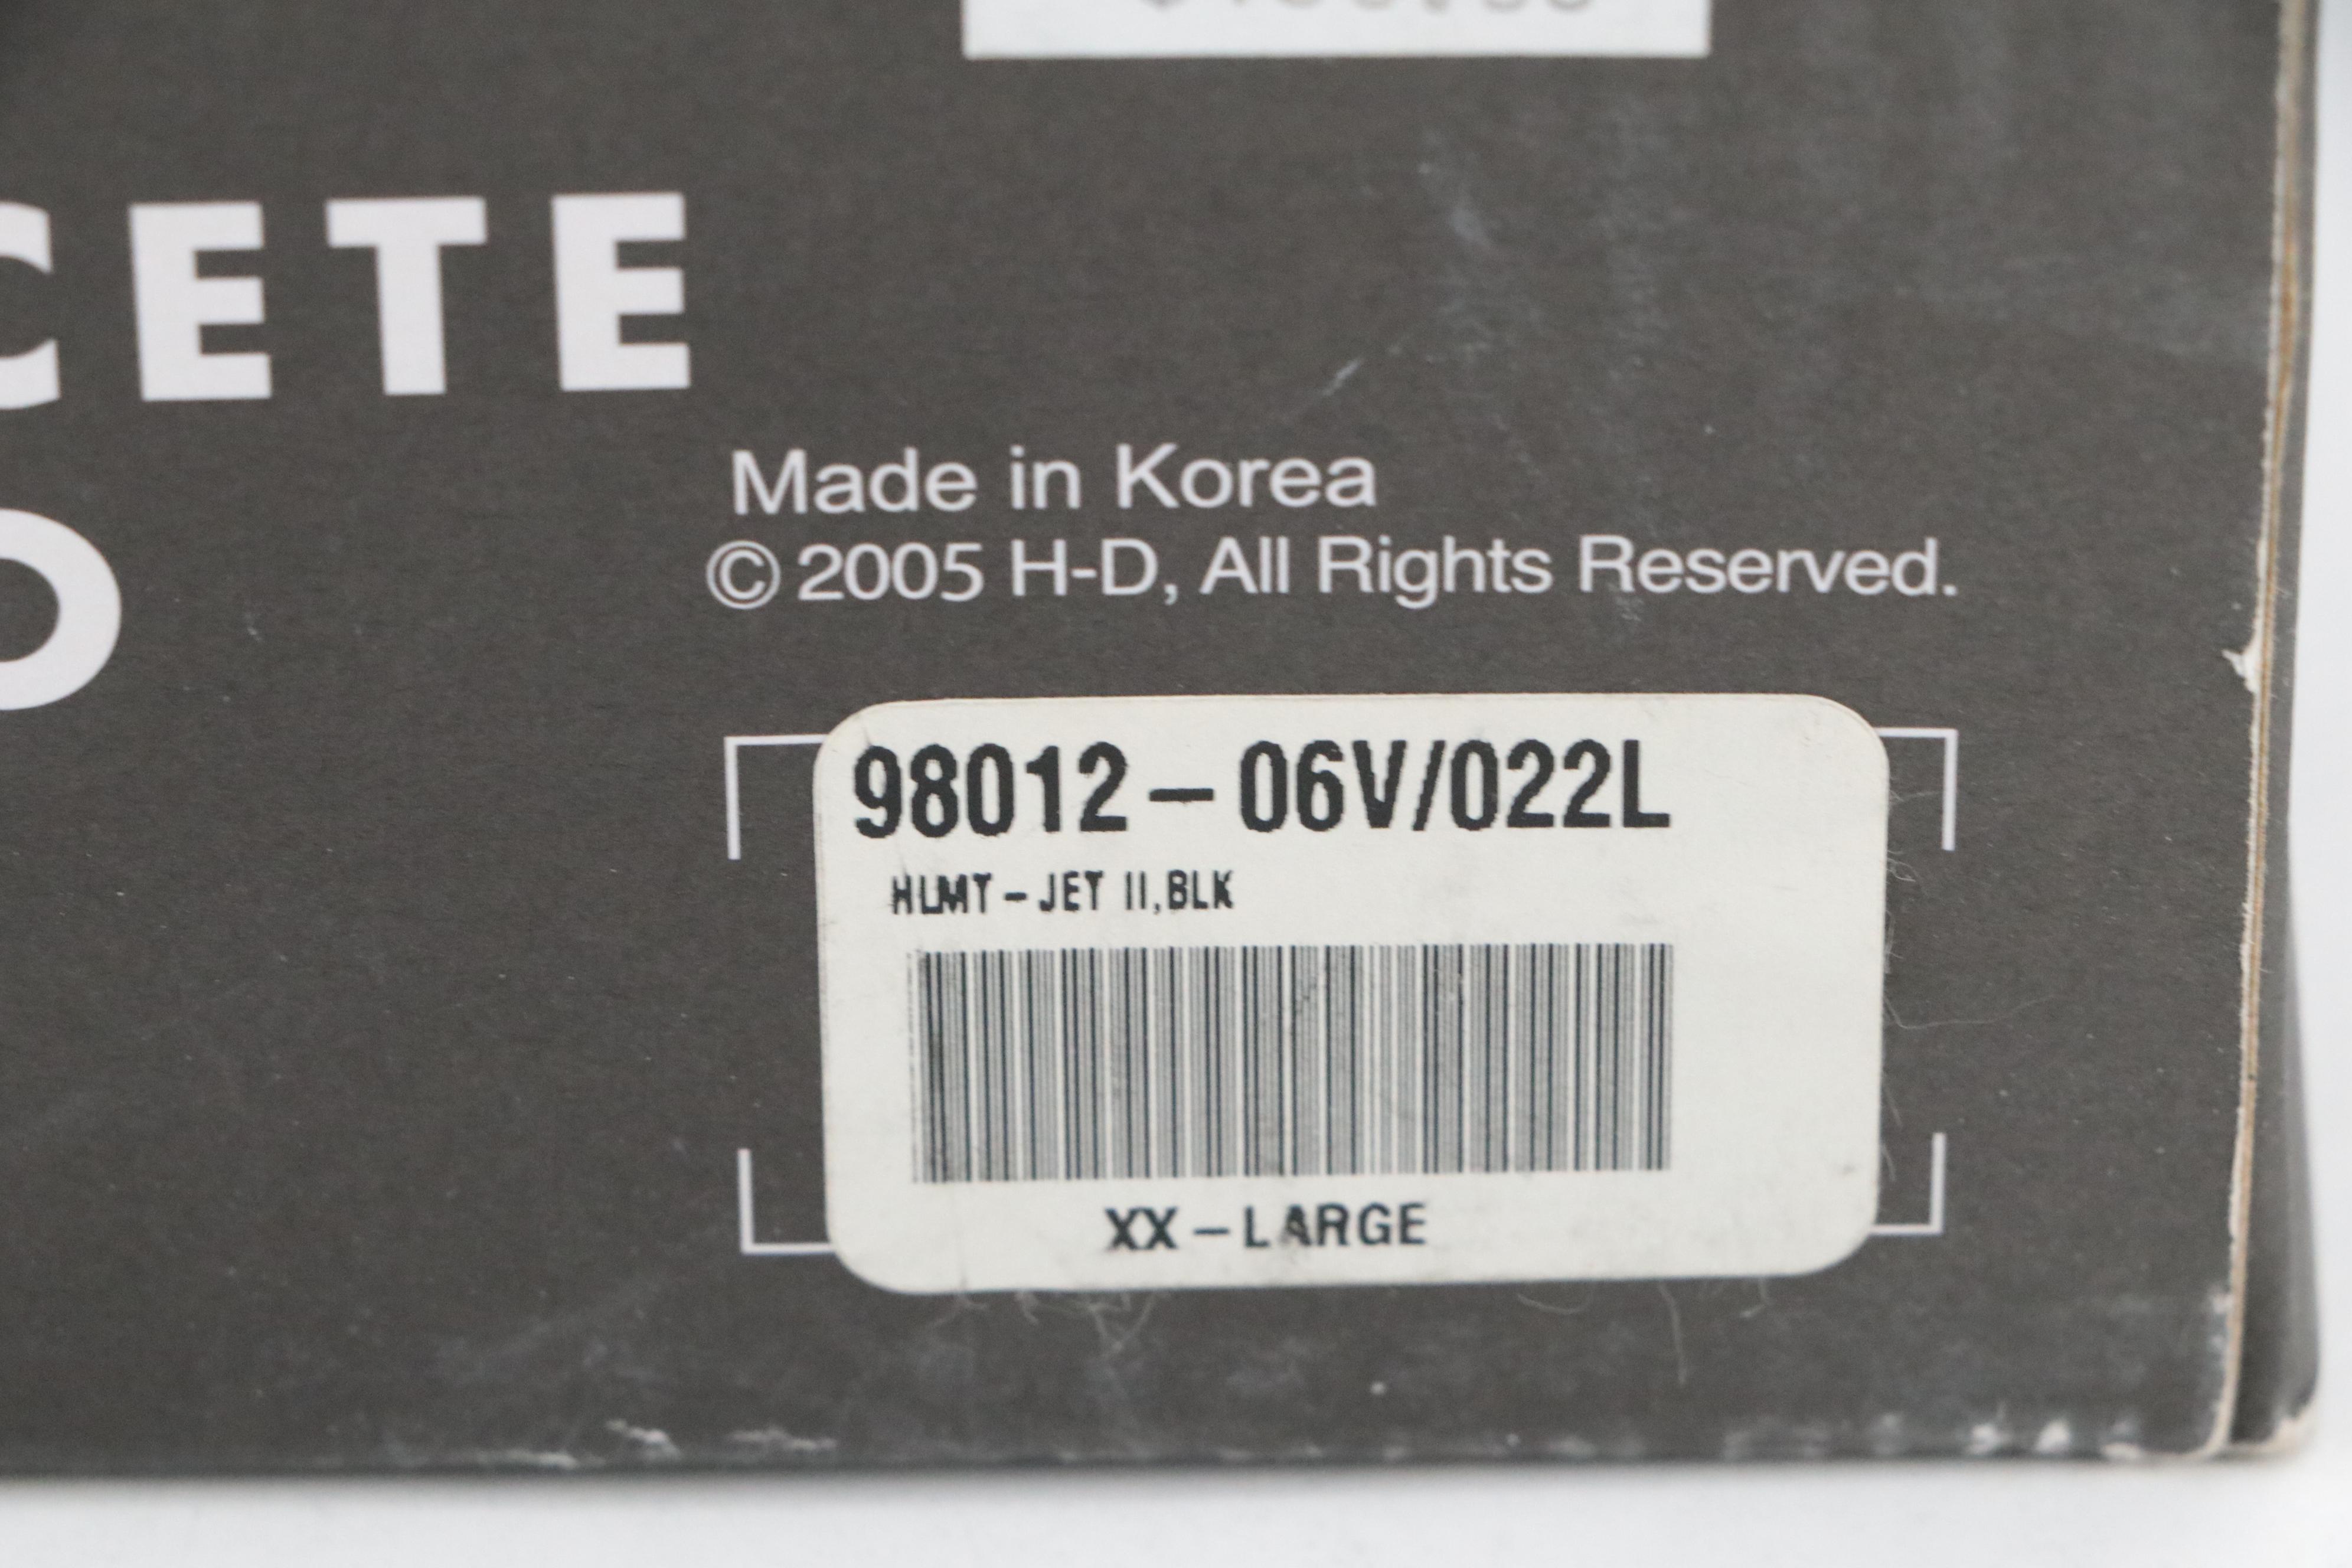 CETE
O
Made in Korea
© 2005 H-D, All Rights Reserved.
98012-06V/022L
HLMT-JET II,BLK
XX-LARGE